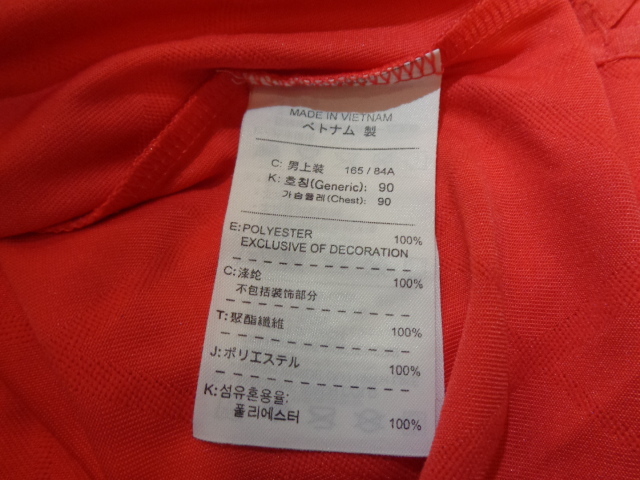 MADE IN VIETNAM
ベトナム 製
C: 男上装 165 / 84A
K: 호칭(Generic): 90
가슴둘레(Chest): 90
E: POLYESTER 100%
EXCLUSIVE OF DECORATION
C: 涤纶 100%
不包括装饰部分
T: 聚酯纖維 100%
J: ポリエステル 100%
K: 섬유혼용율:
폴리에스터 100%